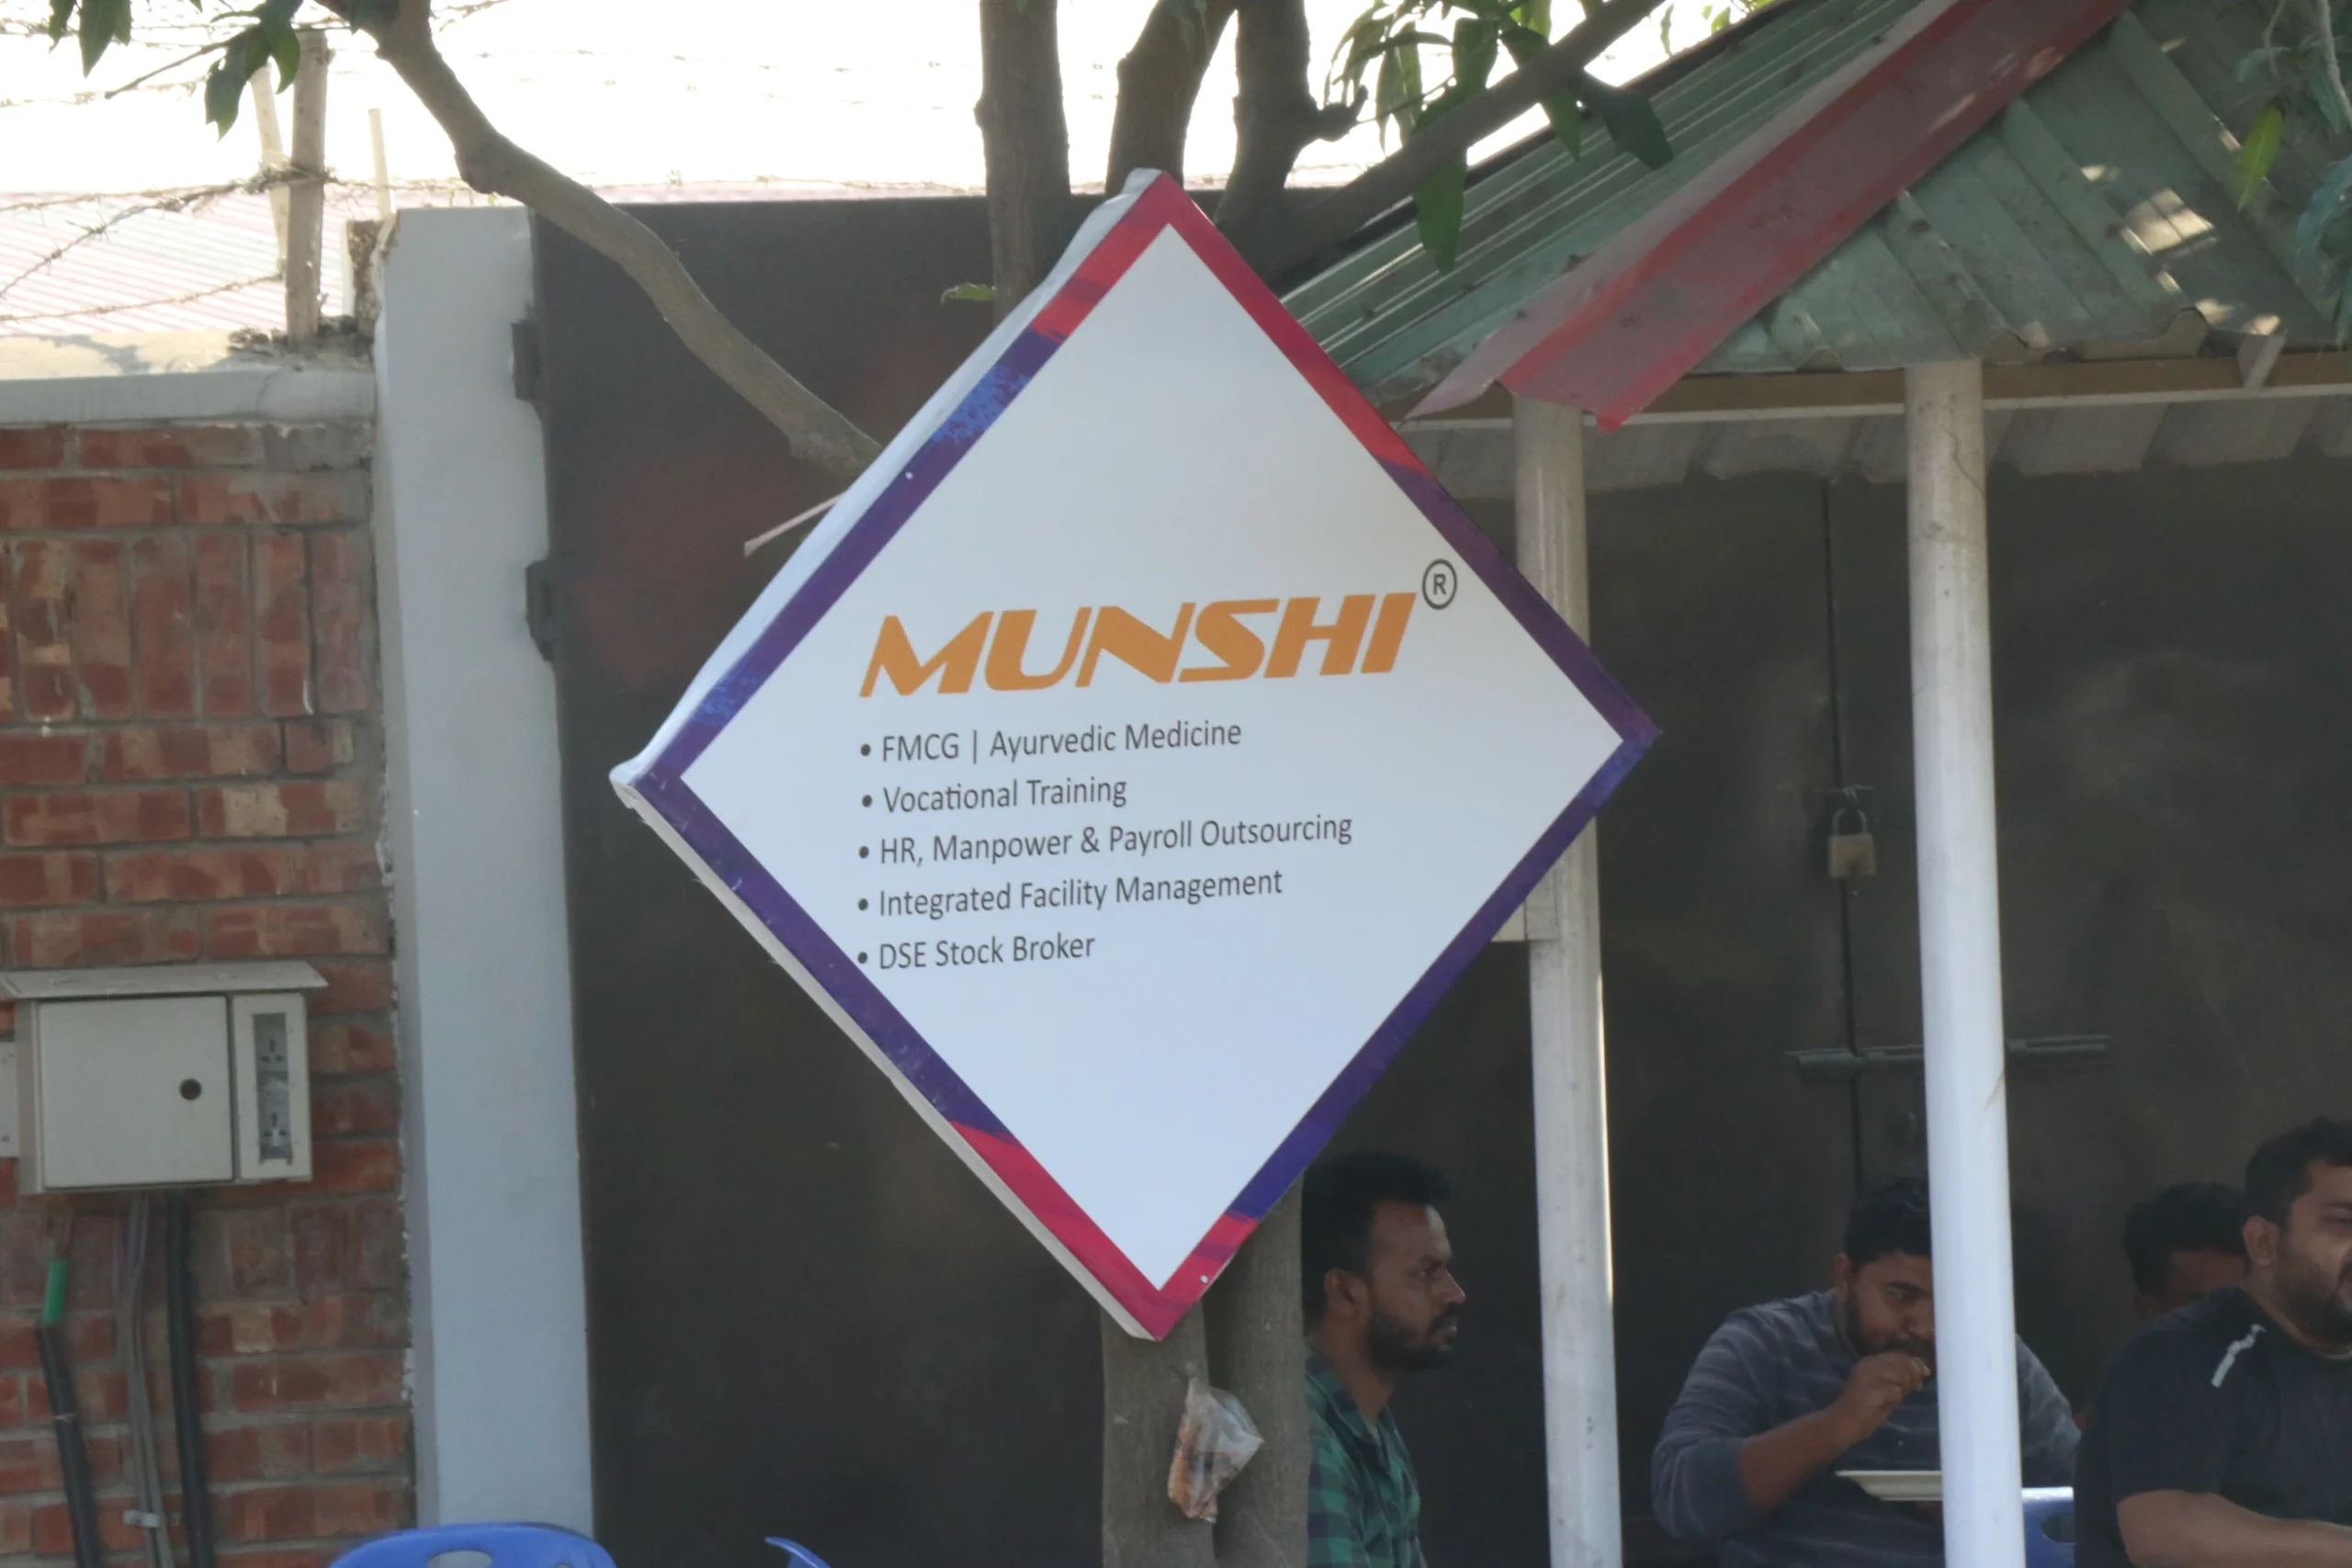 MUNSHI®
• FMCG | Ayurvedic Medicine
• Vocational Training
• HR, Manpower & Payroll Outsourcing
• Integrated Facility Management
• DSE Stock Broker